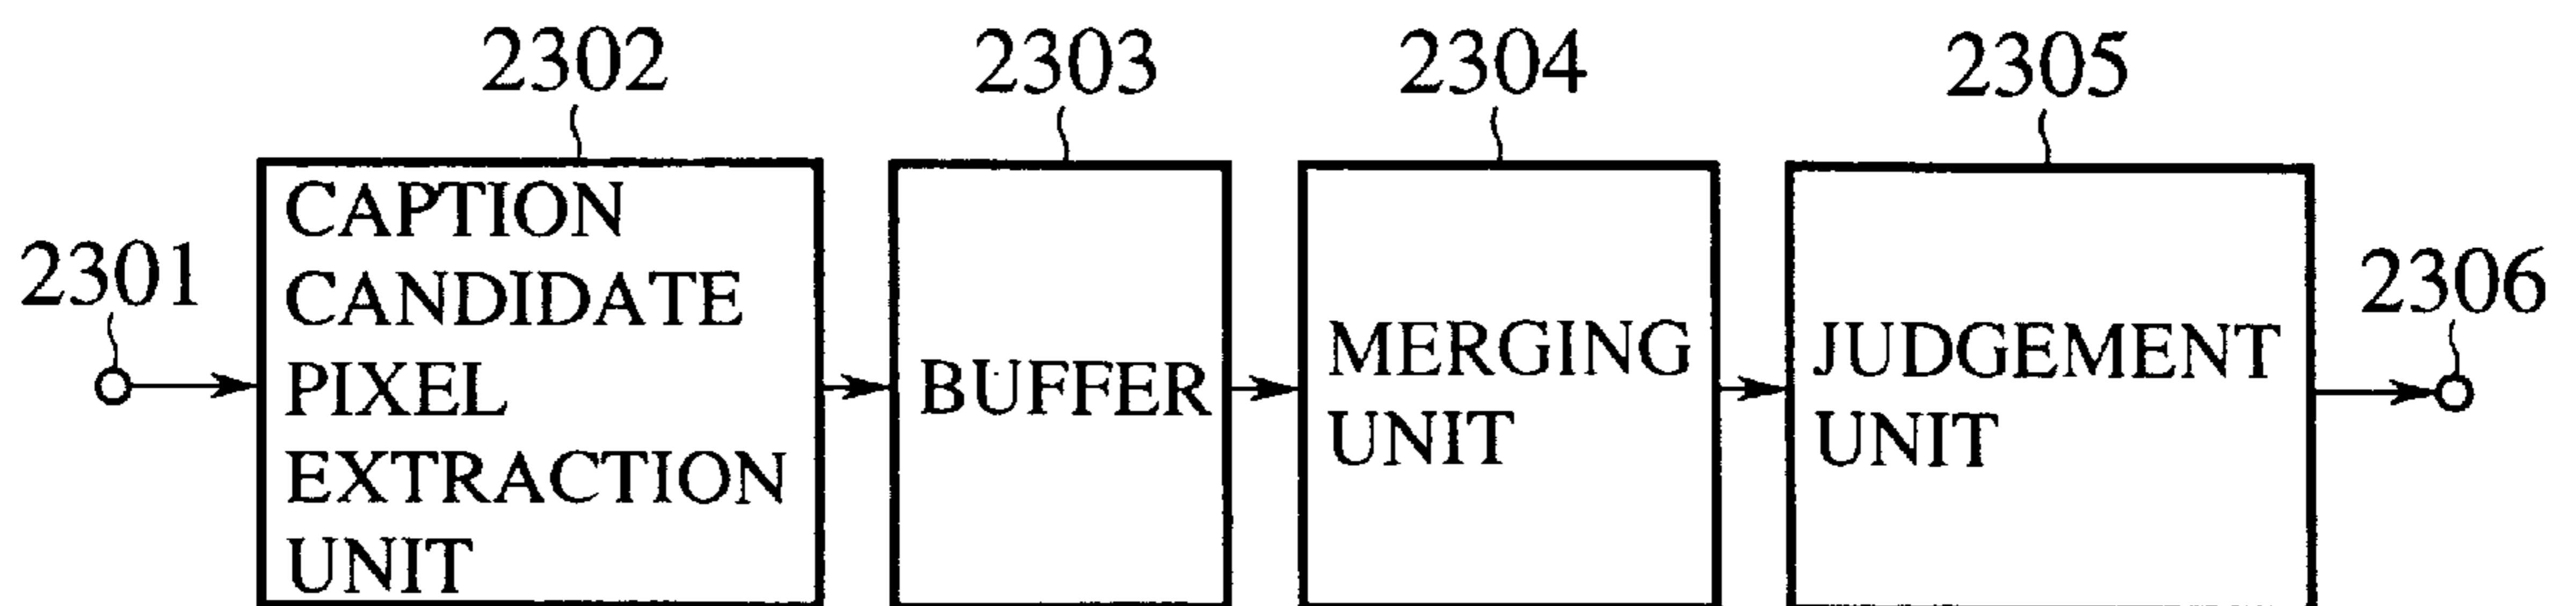 2302 2303 2304 2305
2301
CAPTION
CANDIDATE
PIXEL
EXTRACTION
UNIT
BUFFER
MERGING
UNIT
JUDGEMENT
UNIT
2306